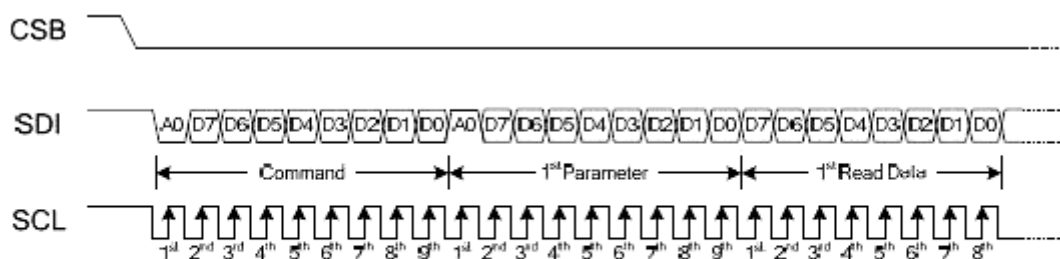 CSB
SDI A0 D7 D6 D5 D4 D3 D2 D1 D0 A0 D7 D6 D5 D4 D3 D2 D1 D0 D7 D6 D5 D4 D3 D2 D1 D0
Command 1st Parameter 1st Read Data
SCL
1st 2nd 3rd 4th 5th 6th 7th 8th 9th 1st 2nd 3rd 4th 5th 6th 7th 8th 9th 1st 2nd 3rd 4th 5th 6th 7th 8th